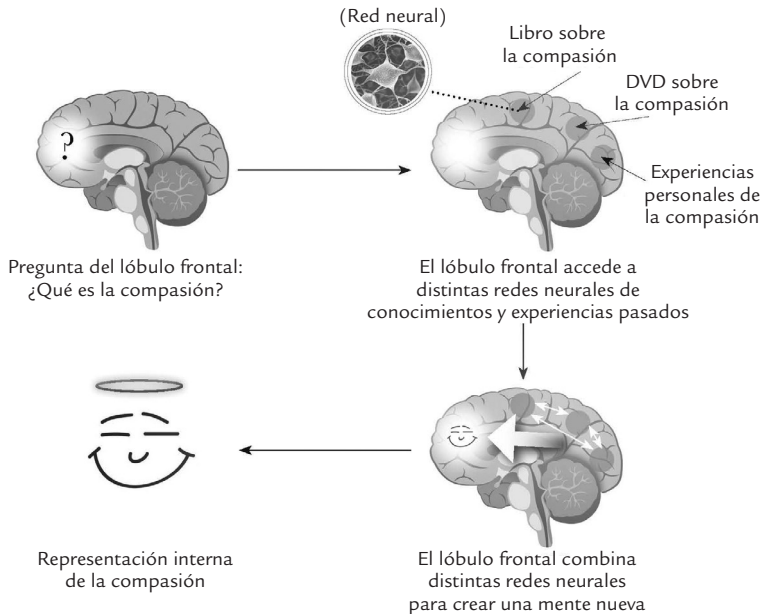 (Red neural)
Libro sobre
la compasión
DVD sobre
la compasión
?
Experiencias
personales de
la compasión
Pregunta del lóbulo frontal:
¿Qué es la compasión?
El lóbulo frontal accede a
distintas redes neurales de
conocimientos y experiencias pasados
Representación interna
de la compasión
El lóbulo frontal combina
distintas redes neurales
para crear una mente nueva